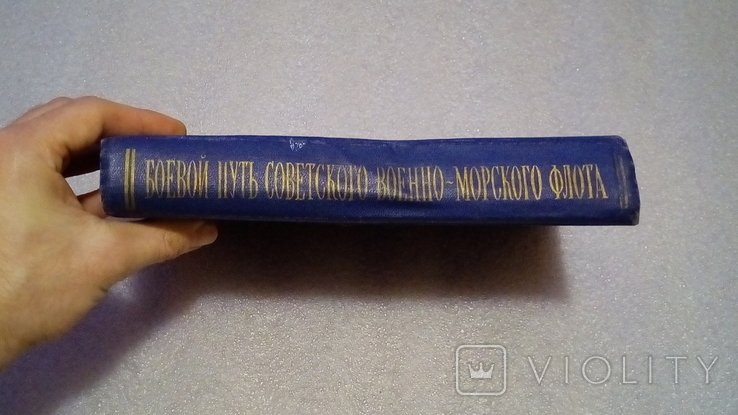 БОЕВОЙ ПУТЬ СОВЕТСКОГО ВОЕННО-МОРСКОГО ФЛОТА
VIOLITY